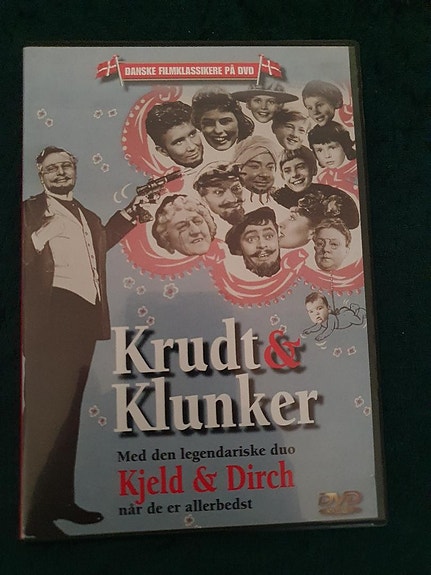 DANSKE FILMKLASSIKERE PÅ DVD
Krudt &
Klunker
Med den legendariske duo
Kjeld & Dirch
når de er allerbedst
DVD